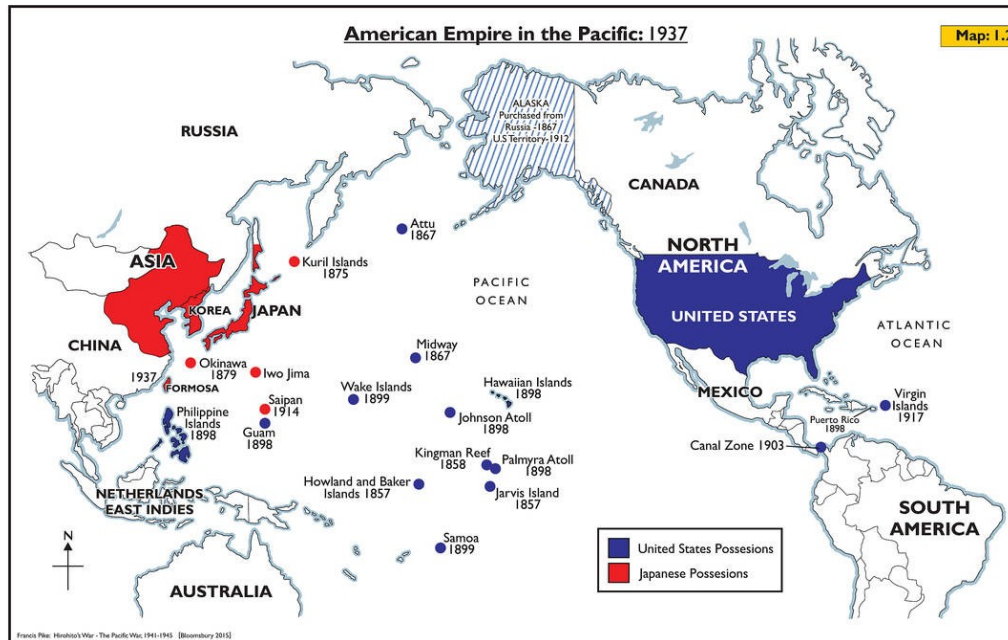 American Empire in the Pacific: 1937
Map: 1.2
RUSSIA
ALASKA
Purchased from
Russia -1867
U.S Territory-1912
CANADA
Attu
1867
NORTH
AMERICA
ASIA
Kuril Islands
1875
PACIFIC
OCEAN
KOREA
JAPAN
UNITED STATES
ATLANTIC
OCEAN
CHINA
1937
Okinawa
1879
Iwo Jima
Midway
1867
FORMOSA
Wake Islands
1899
Hawaiian Islands
1898
MEXICO
Virgin
Islands
1917
Puerto Rico
1898
Philippine
Islands
1898
Saipan
1914
Guam
1898
Johnson Atoll
1898
Canal Zone 1903
Kingman Reef
1858
Palmyra Atoll
1898
Howland and Baker
Islands 1857
Jarvis Island
1857
NETHERLANDS
EAST INDIES
SOUTH
AMERICA
N
Samoa
1899
United States Possesions
Japanese Possesions
AUSTRALIA
Francis Pike: Hirohito's War - The Pacific War, 1941-1945 [Bloomsbury 2015]